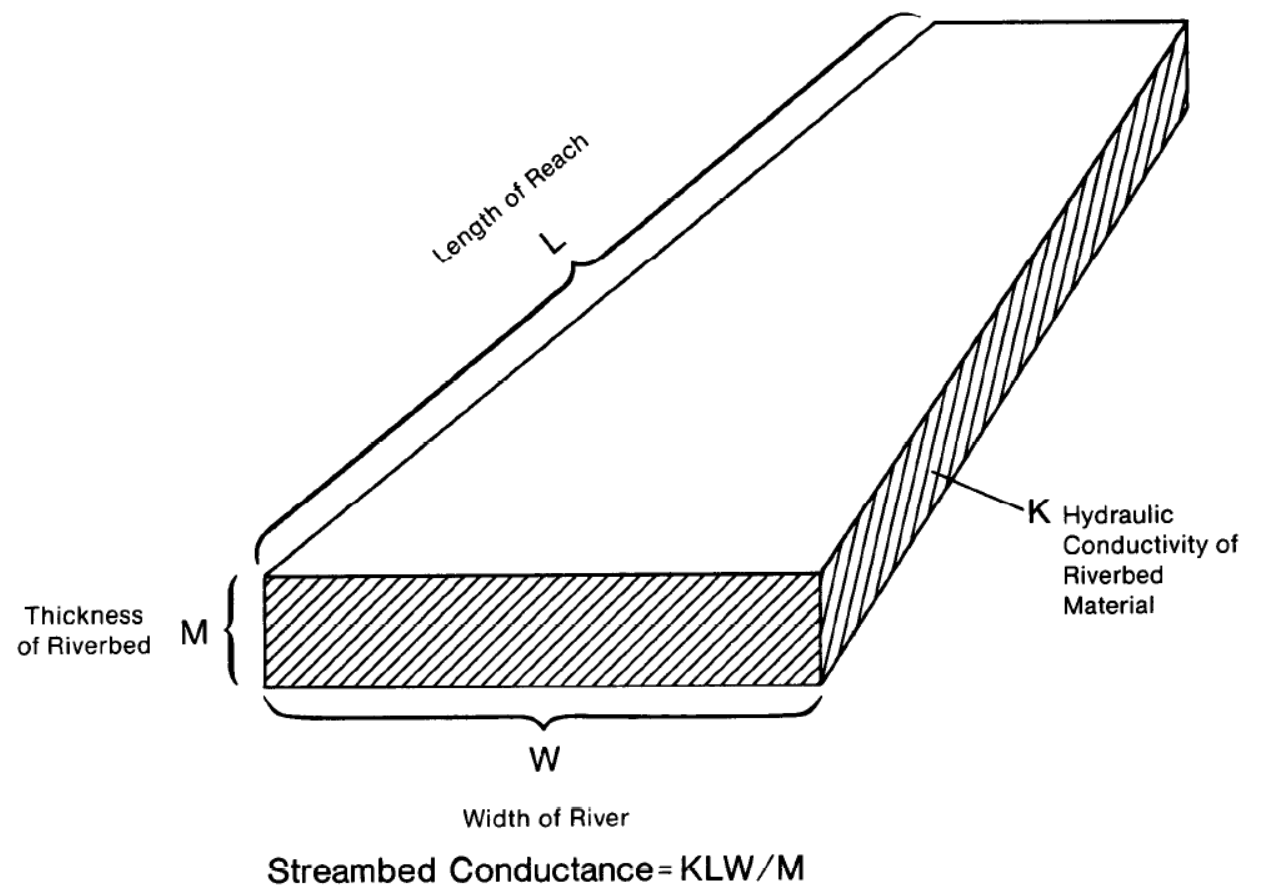 Length of Reach
L
K Hydraulic
Conductivity of
Riverbed
Material
Thickness
of Riverbed
M
W
Width of River
Streambed Conductance=KLW/M